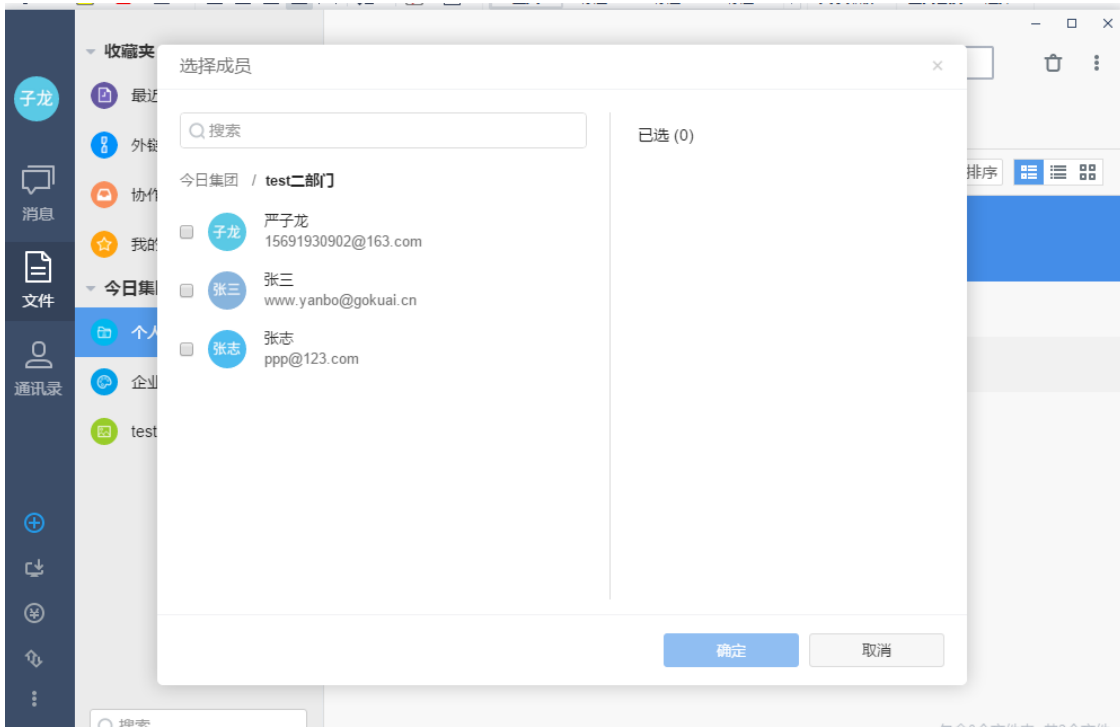 子龙
消息
文件
通讯录
收藏夹
最近
外链
协作
我的
今日集
个人
企业
test
搜索
选择成员
搜索
今日集团 / test二部门
子龙 严子龙
15691930902@163.com
张三 张三
www.yanbo@gokuai.cn
张志 张志
ppp@123.com
已选 (0)
确定 取消
排序